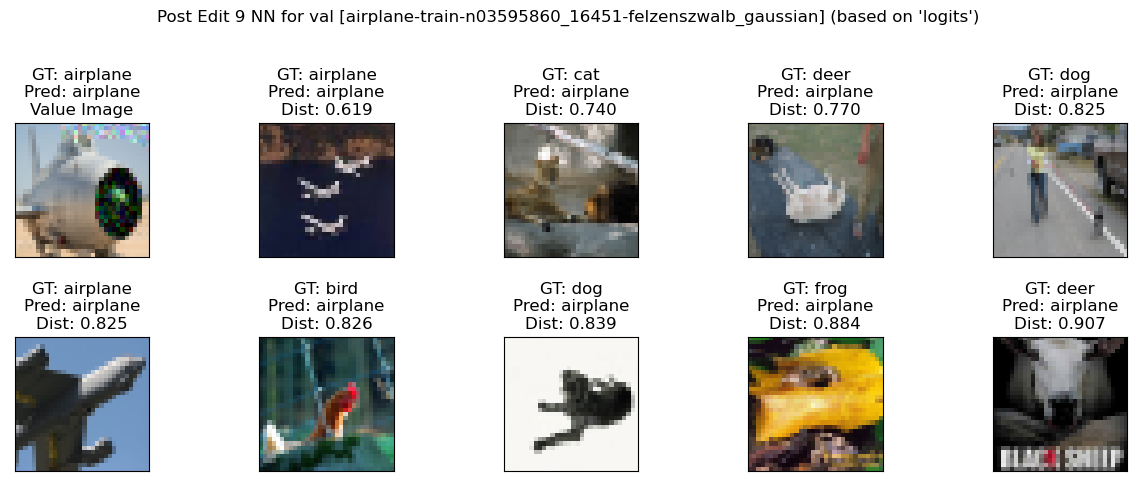 Post Edit 9 NN for val [airplane-train-n03595860_16451-felzenszwalb_gaussian] (based on 'logits')
GT: airplane
Pred: airplane
Value Image
GT: airplane
Pred: airplane
Dist: 0.619
GT: cat
Pred: airplane
Dist: 0.740
GT: deer
Pred: airplane
Dist: 0.770
GT: dog
Pred: airplane
Dist: 0.825
GT: airplane
Pred: airplane
Dist: 0.825
GT: bird
Pred: airplane
Dist: 0.826
GT: dog
Pred: airplane
Dist: 0.839
GT: frog
Pred: airplane
Dist: 0.884
GT: deer
Pred: airplane
Dist: 0.907
BLACK SHEEP